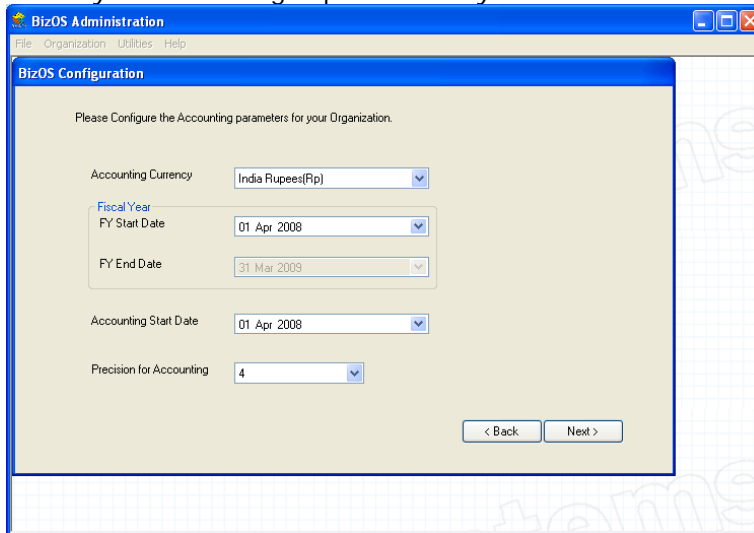 BizOS Administration
File Organization Utilities Help
BizOS Configuration
Please Configure the Accounting parameters for your Organization.
Accounting Currency India Rupees(Rp)
Fiscal Year
FY Start Date 01 Apr 2008
FY End Date 31 Mar 2009
Accounting Start Date 01 Apr 2008
Precision for Accounting 4
< Back Next >